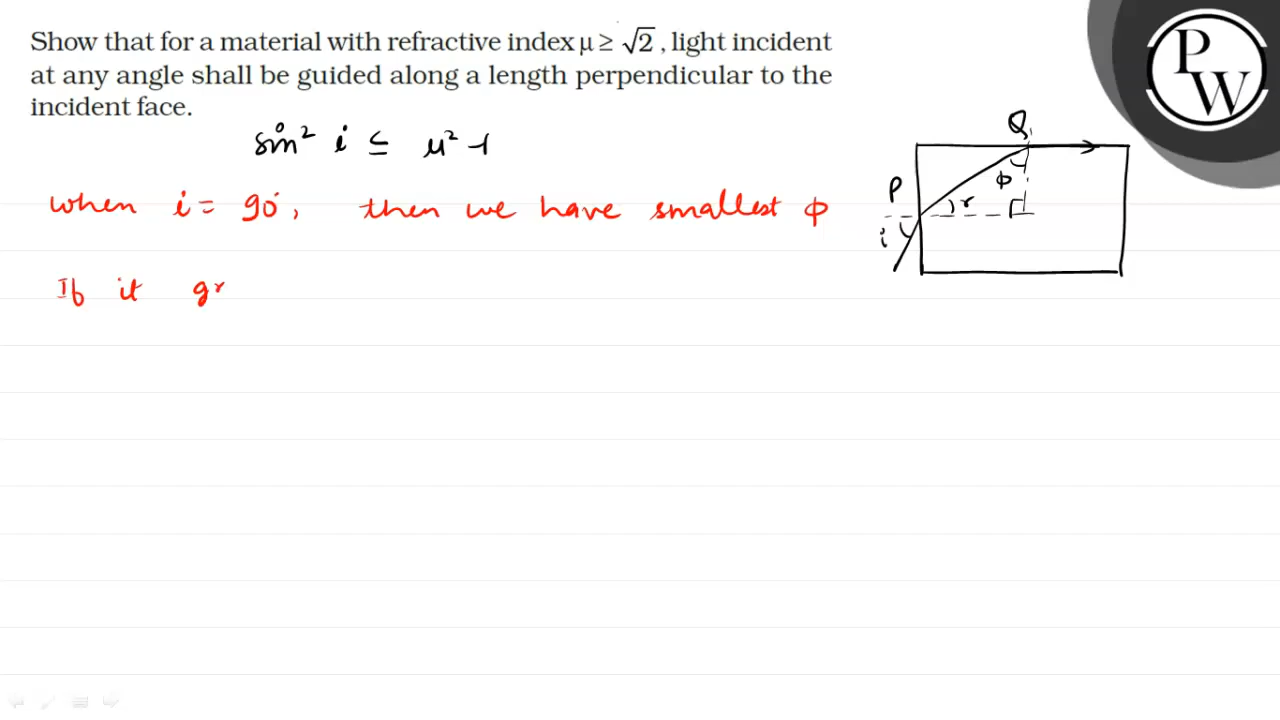 Show that for a material with refractive index μ ≥ √2, light incident
at any angle shall be guided along a length perpendicular to the
incident face.
sin² i ≤ μ² -1
when i = 90°, then we have smallest φ
If it gr
P
W
Q
P
φ
r
i